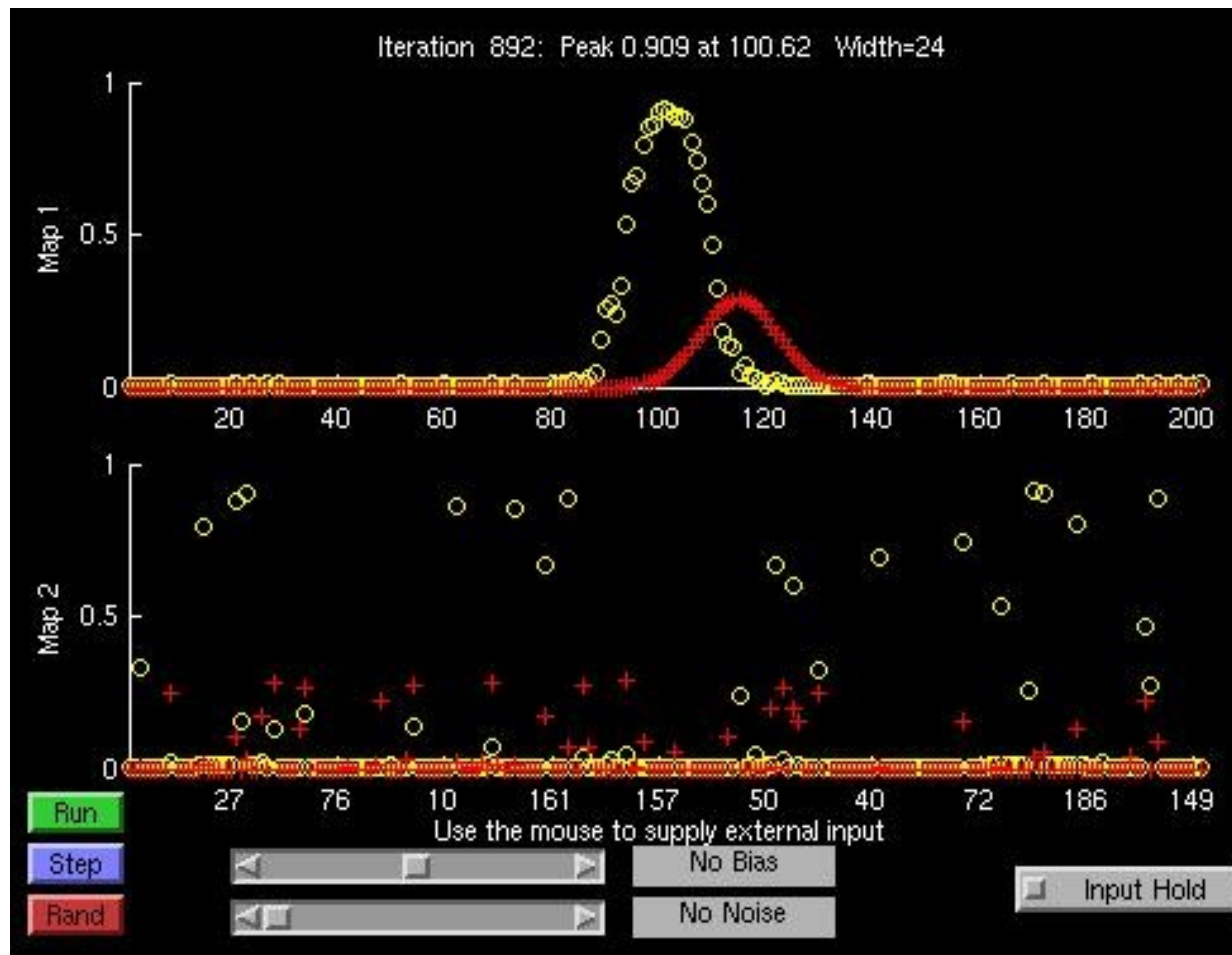 Iteration 892: Peak 0.909 at 100.62 Width=24
1
Map 1
0.5
0
20 40 60 80 100 120 140 160 180 200
1
Map 2
0.5
0
27 76 10 161 157 50 40 72 186 149
Use the mouse to supply external input
Run
Step
No Bias
Input Hold
Rand
No Noise